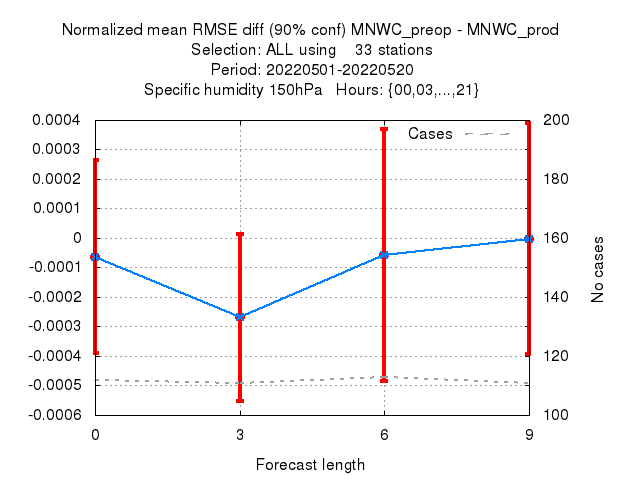 Normalized mean RMSE diff (90% conf) MNWC_preop - MNWC_prod
Selection: ALL using    33 stations
Period: 20220501-20220520
Specific humidity 150hPa   Hours: {00,03,...,21}
0.0004
0.0003
0.0002
0.0001
0
-0.0001
-0.0002
-0.0003
-0.0004
-0.0005
-0.0006
Cases
200
180
160
140
120
100
No cases
0 3 6 9
Forecast length